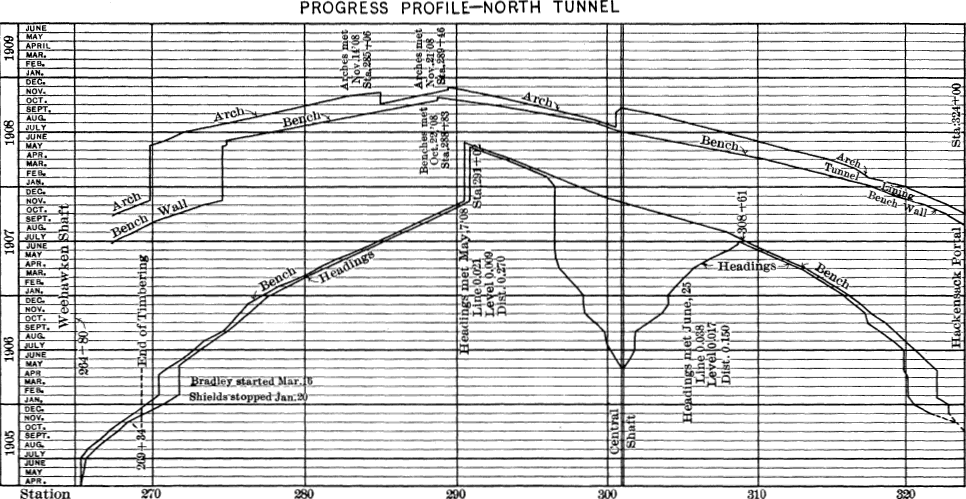 PROGRESS PROFILE—NORTH TUNNEL
1909
JUNE
MAY
APRIL
MAR.
FEB.
JAN.
1908
DEC.
NOV.
OCT.
SEPT.
AUG.
JULY
JUNE
MAY
APR.
MAR.
FEB.
JAN.
1907
DEC.
NOV.
OCT.
SEPT.
AUG.
JULY
JUNE
MAY
APR.
MAR.
FEB.
JAN.
1906
DEC.
NOV.
OCT.
SEPT.
AUG.
JULY
JUNE
MAY
APR
MAR.
FEB.
JAN.
1905
DEC.
NOV.
OCT.
SEPT.
AUG.
JULY
JUNE
MAY
APR.
Weehawken Shaft
264-80
End of Timbering
269+34
Arch
Bench Wall
Arch
Bench
Arches met
Nov.14'08
Sta.285+06
Arches met
Nov.21'08
Sta.289+46
Benches met
Oct.22'08,
Sta.288+83
Arch
Bench
Arch
Tunnel Lining
Bench Wall
Sta.324+00
Sta.291+02
Headings met May,7'08
Line 0.021
Level 0.009
Dist. 0.270
308+61
Bench
Headings
Headings
Bench
Headings met June, 25
Line 0.038
Level 0.017
Dist. 0.150
Bradley started Mar.15
Shields stopped Jan.20
Central
Shaft
Hackensack Portal
Station 270 280 290 300 310 320